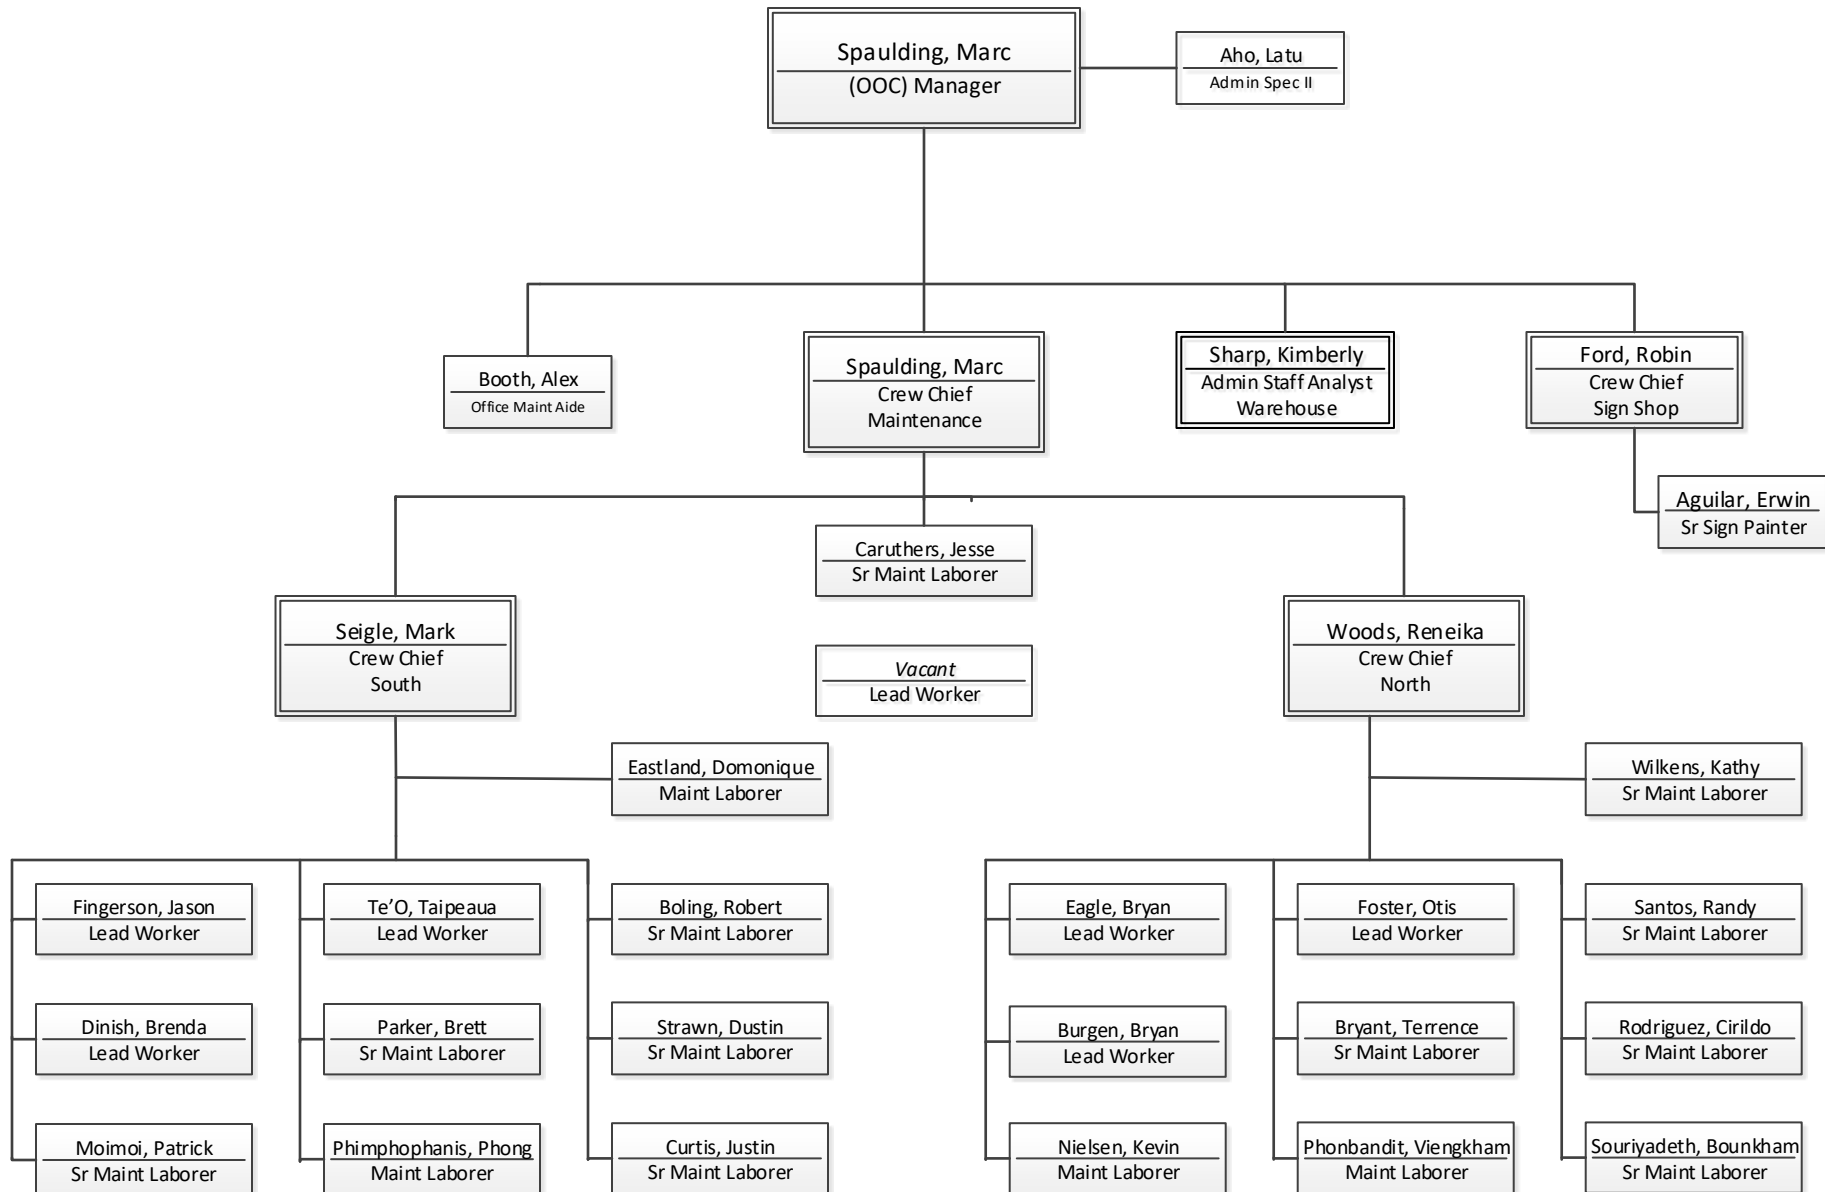 Spaulding, Marc
(OOC) Manager
Aho, Latu
Admin Spec II
Booth, Alex
Office Maint Aide
Spaulding, Marc
Crew Chief
Maintenance
Sharp, Kimberly
Admin Staff Analyst
Warehouse
Ford, Robin
Crew Chief
Sign Shop
Aguilar, Erwin
Sr Sign Painter
Caruthers, Jesse
Sr Maint Laborer
Seigle, Mark
Crew Chief
South
Vacant
Lead Worker
Woods, Reneika
Crew Chief
North
Eastland, Domonique
Maint Laborer
Wilkens, Kathy
Sr Maint Laborer
Fingerson, Jason
Lead Worker
Te’O, Taipeaua
Lead Worker
Boling, Robert
Sr Maint Laborer
Eagle, Bryan
Lead Worker
Foster, Otis
Lead Worker
Santos, Randy
Sr Maint Laborer
Dinish, Brenda
Lead Worker
Parker, Brett
Sr Maint Laborer
Strawn, Dustin
Sr Maint Laborer
Burgen, Bryan
Lead Worker
Bryant, Terrence
Sr Maint Laborer
Rodriguez, Cirildo
Sr Maint Laborer
Moimoi, Patrick
Sr Maint Laborer
Phimphophanis, Phong
Maint Laborer
Curtis, Justin
Sr Maint Laborer
Nielsen, Kevin
Maint Laborer
Phonbandit, Viengkham
Maint Laborer
Souriyadeth, Bounkham
Sr Maint Laborer